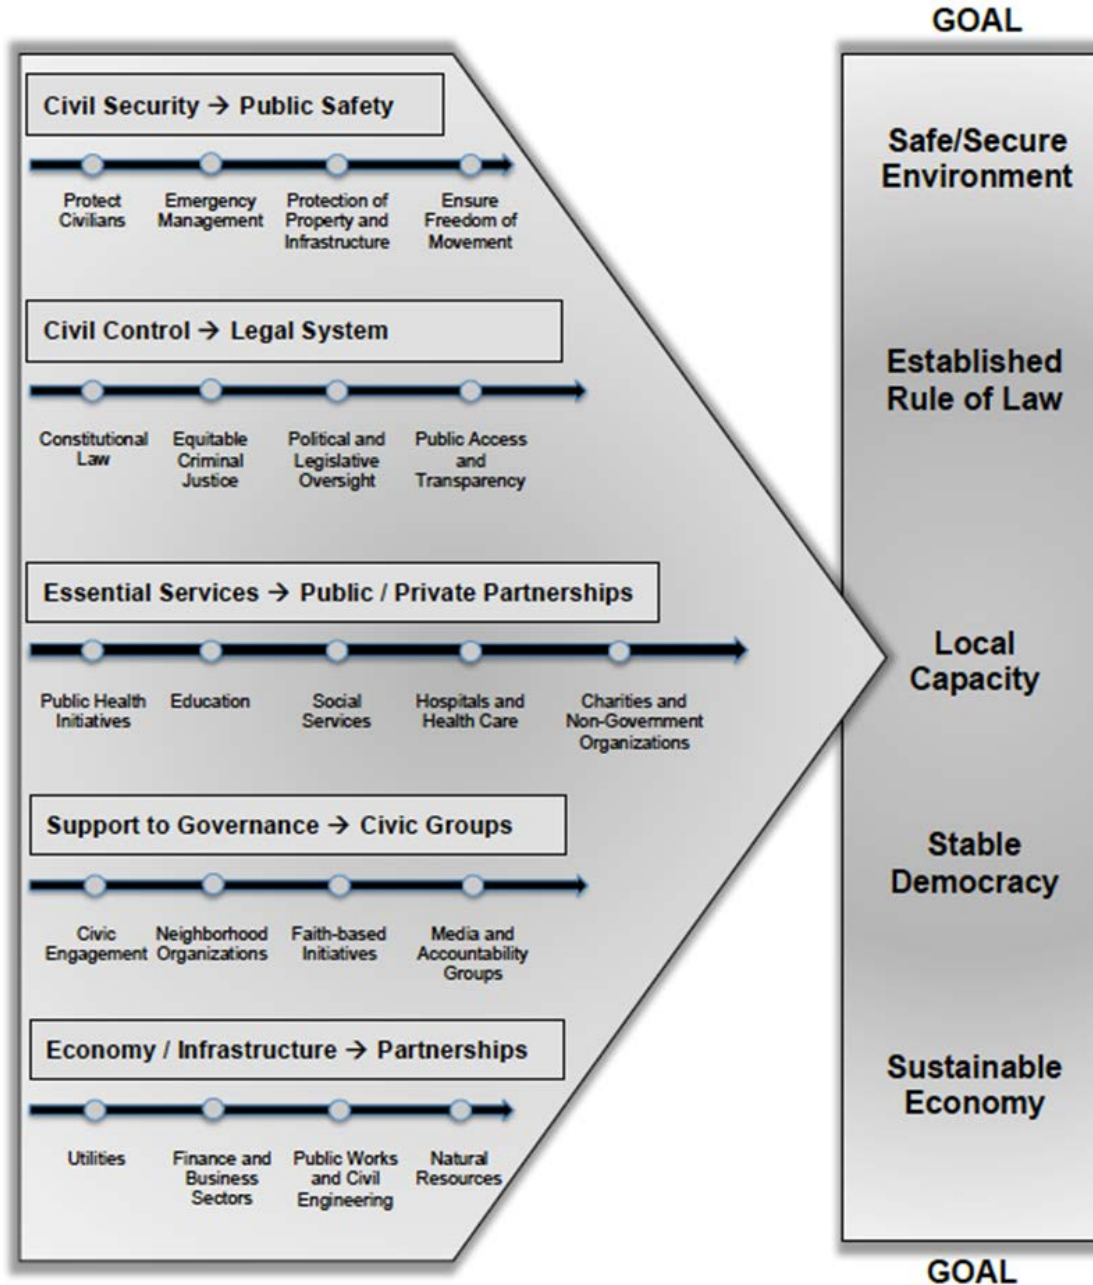 GOAL
Civil Security → Public Safety
Protect
Civilians
Emergency
Management
Protection of
Property and
Infrastructure
Ensure
Freedom of
Movement
Safe/Secure
Environment
Civil Control → Legal System
Constitutional
Law
Equitable
Criminal
Justice
Political and
Legislative
Oversight
Public Access
and
Transparency
Established
Rule of Law
Essential Services → Public / Private Partnerships
Public Health
Initiatives
Education
Social
Services
Hospitals and
Health Care
Charities and
Non-Government
Organizations
Local
Capacity
Support to Governance → Civic Groups
Civic
Engagement
Neighborhood
Organizations
Faith-based
Initiatives
Media and
Accountability
Groups
Stable
Democracy
Economy / Infrastructure → Partnerships
Utilities
Finance and
Business
Sectors
Public Works
and Civil
Engineering
Natural
Resources
Sustainable
Economy
GOAL